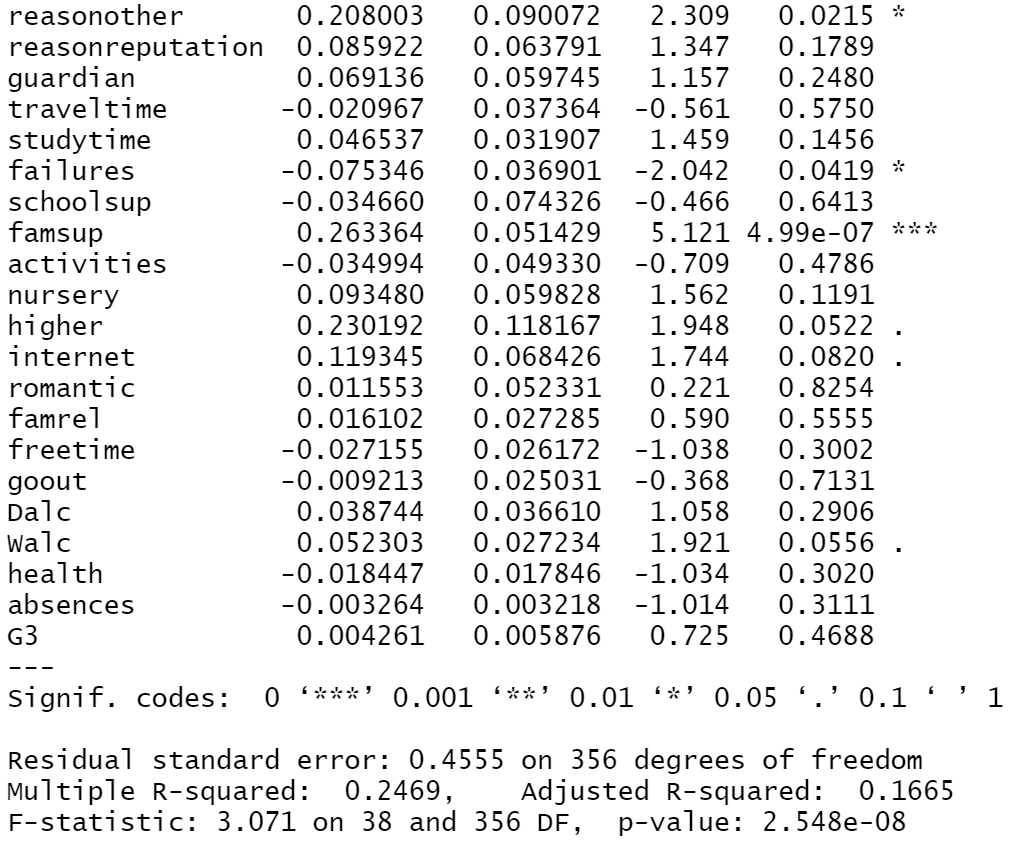 reasonother 0.208003 0.090072 2.309 0.0215 *
reasonreputation 0.085922 0.063791 1.347 0.1789
guardian 0.069136 0.059745 1.157 0.2480
traveltime -0.020967 0.037364 -0.561 0.5750
studytime 0.046537 0.031907 1.459 0.1456
failures -0.075346 0.036901 -2.042 0.0419 *
schoolsup -0.034660 0.074326 -0.466 0.6413
famsup 0.263364 0.051429 5.121 4.99e-07 ***
activities -0.034994 0.049330 -0.709 0.4786
nursery 0.093480 0.059828 1.562 0.1191
higher 0.230192 0.118167 1.948 0.0522 .
internet 0.119345 0.068426 1.744 0.0820 .
romantic 0.011553 0.052331 0.221 0.8254
famrel 0.016102 0.027285 0.590 0.5555
freetime -0.027155 0.026172 -1.038 0.3002
goout -0.009213 0.025031 -0.368 0.7131
Dalc 0.038744 0.036610 1.058 0.2906
Walc 0.052303 0.027234 1.921 0.0556 .
health -0.018447 0.017846 -1.034 0.3020
absences -0.003264 0.003218 -1.014 0.3111
G3 0.004261 0.005876 0.725 0.4688
---
Signif. codes: 0 ‘***’ 0.001 ‘**’ 0.01 ‘*’ 0.05 ‘.’ 0.1 ‘ ’ 1
Residual standard error: 0.4555 on 356 degrees of freedom
Multiple R-squared: 0.2469, Adjusted R-squared: 0.1665
F-statistic: 3.071 on 38 and 356 DF, p-value: 2.548e-08